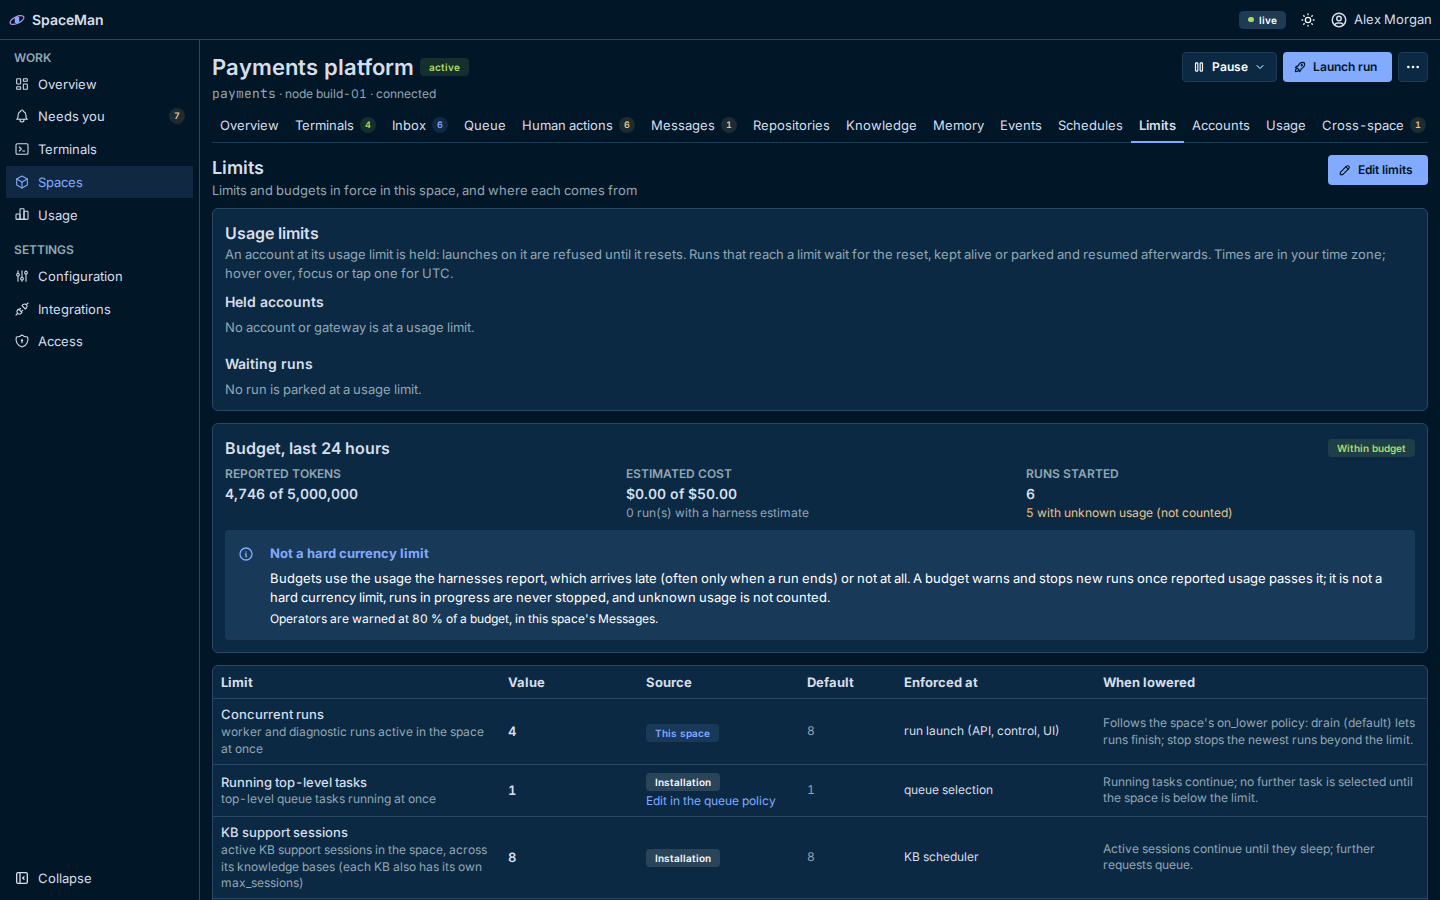 SpaceMan
live
Alex Morgan
WORK
Overview
Needs you 7
Terminals
Spaces
Usage
SETTINGS
Configuration
Integrations
Access
Collapse
Payments platform active
payments · node build-01 · connected
Pause
Launch run
Overview Terminals 4 Inbox 6 Queue Human actions 6 Messages 1 Repositories Knowledge Memory Events Schedules Limits Accounts Usage Cross-space 1
Limits
Limits and budgets in force in this space, and where each comes from
Edit limits
Usage limits
An account at its usage limit is held: launches on it are refused until it resets. Runs that reach a limit wait for the reset, kept alive or parked and resumed afterwards. Times are in your time zone;
hover over, focus or tap one for UTC.
Held accounts
No account or gateway is at a usage limit.
Waiting runs
No run is parked at a usage limit.
Budget, last 24 hours
Within budget
REPORTED TOKENS
4,746 of 5,000,000
ESTIMATED COST
$0.00 of $50.00
0 run(s) with a harness estimate
RUNS STARTED
6
5 with unknown usage (not counted)
Not a hard currency limit
Budgets use the usage the harnesses report, which arrives late (often only when a run ends) or not at all. A budget warns and stops new runs once reported usage passes it; it is not a
hard currency limit, runs in progress are never stopped, and unknown usage is not counted.
Operators are warned at 80 % of a budget, in this space's Messages.
Limit Value Source Default Enforced at When lowered
Concurrent runs
worker and diagnostic runs active in the space
at once
4
This space
8
run launch (API, control, UI)
Follows the space's on_lower policy: drain (default) lets
runs finish; stop stops the newest runs beyond the limit.
Running top-level tasks
top-level queue tasks running at once
1
Installation
Edit in the queue policy
1
queue selection
Running tasks continue; no further task is selected until
the space is below the limit.
KB support sessions
active KB support sessions in the space, across
its knowledge bases (each KB also has its own
max_sessions)
8
Installation
8
KB scheduler
Active sessions continue until they sleep; further
requests queue.